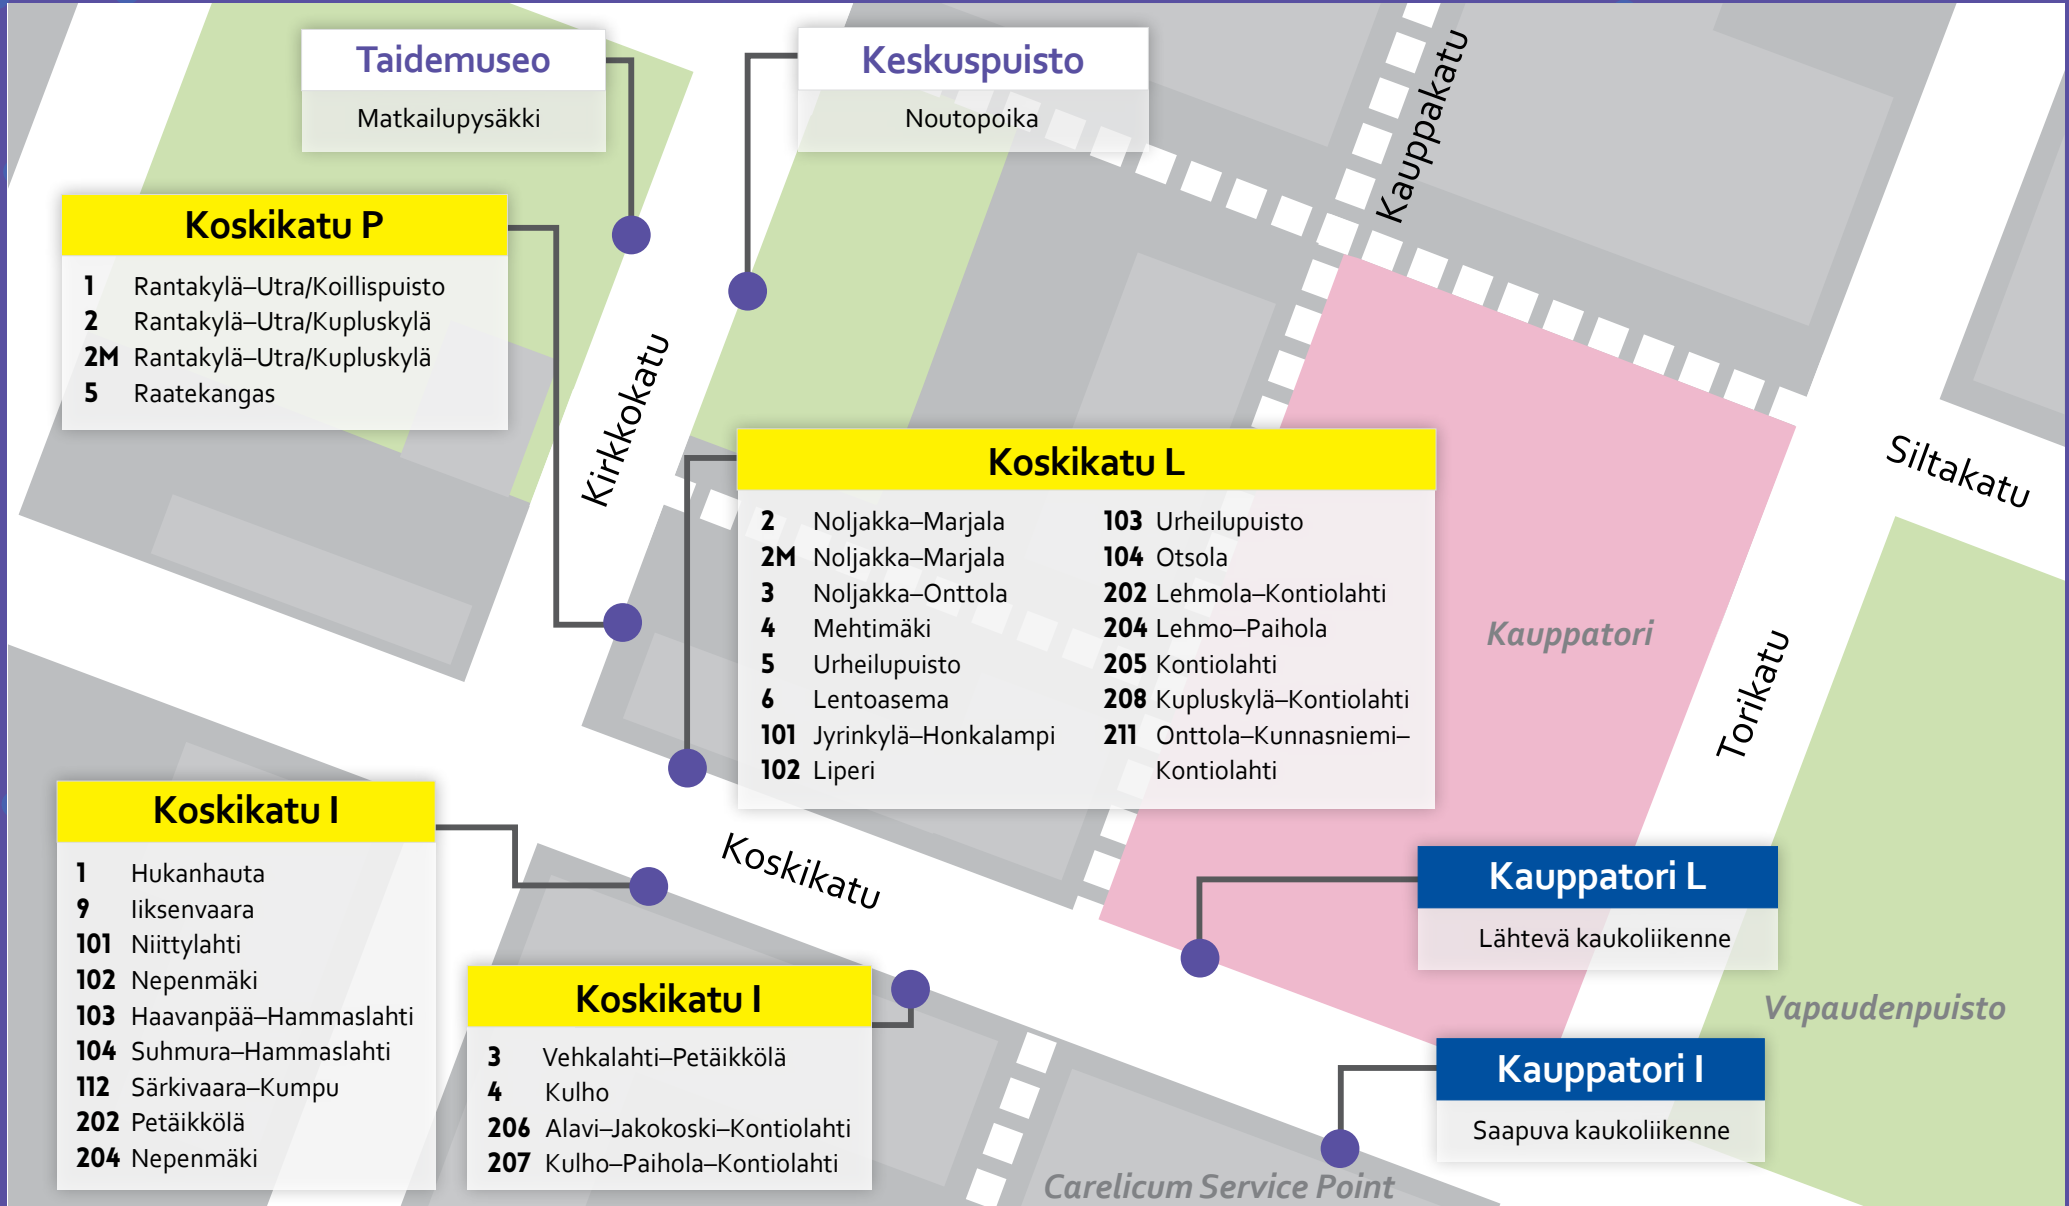 Taidemuseo
Matkailupysäkki
Keskuspuisto
Noutopoika
Kauppakatu
Koskikatu P
1 Rantakylä–Utra/Koillispuisto
2 Rantakylä–Utra/Kupluskylä
2M Rantakylä–Utra/Kupluskylä
5 Raatekangas
Kirkkokatu
Koskikatu L
2 Noljakka–Marjala
2M Noljakka–Marjala
3 Noljakka–Onttola
4 Mehtimäki
5 Urheilupuisto
6 Lentoasema
101 Jyrinkylä–Honkalampi
102 Liperi
103 Urheilupuisto
104 Otsola
202 Lehmola–Kontiolahti
204 Lehmo–Paihola
205 Kontiolahti
208 Kupluskylä–Kontiolahti
211 Onttola–Kunnasniemi–
Kontiolahti
Siltakatu
Kauppatori
Torikatu
Koskikatu I
1 Hukanhauta
9 Iiksenvaara
101 Niittylahti
102 Nepenmäki
103 Haavanpää–Hammaslahti
104 Suhmura–Hammaslahti
112 Särkivaara–Kumpu
202 Petäikkölä
204 Nepenmäki
Koskikatu
Koskikatu I
3 Vehkalahti–Petäikkölä
4 Kulho
206 Alavi–Jakokoski–Kontiolahti
207 Kulho–Paihola–Kontiolahti
Kauppatori L
Lähtevä kaukoliikenne
Vapaudenpuisto
Kauppatori I
Saapuva kaukoliikenne
Carelicum Service Point